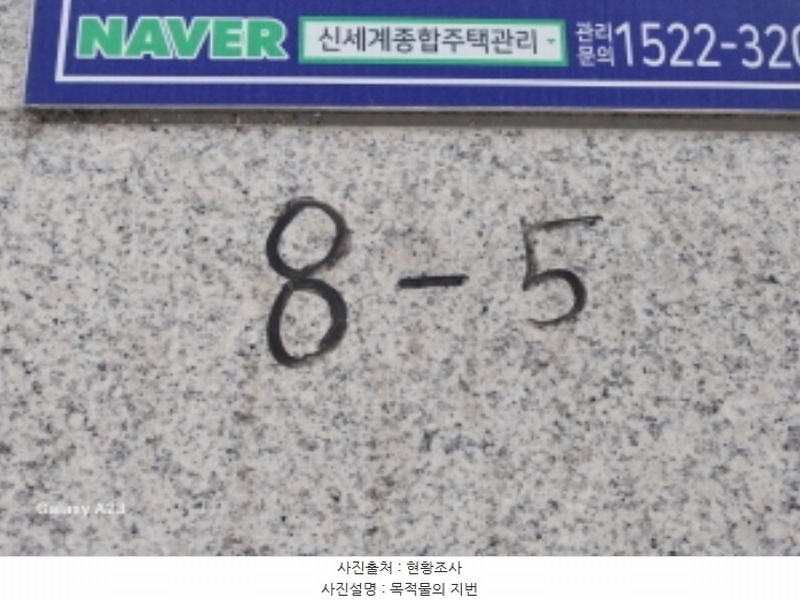 NAVER 신세계종합주택관리 관리문의 1522-320
8-5
Galaxy A23
사진출처 : 현황조사
사진설명 : 목적물의 지번